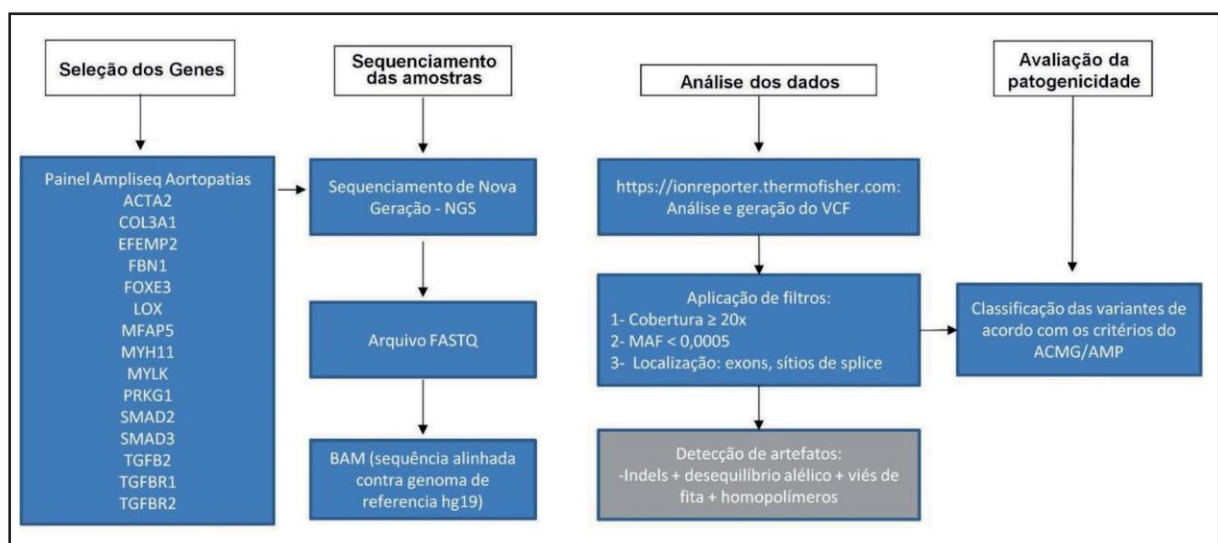 Seleção dos Genes
Painel Ampliseq Aortopatias
ACTA2
COL3A1
EFEMP2
FBN1
FOXE3
LOX
MFAP5
MYH11
MYLK
PRKG1
SMAD2
SMAD3
TGFB2
TGFBR1
TGFBR2
Sequenciamento
das amostras
Sequenciamento de Nova
Geração - NGS
Arquivo FASTQ
BAM (sequência alinhada
contra genoma de
referencia hg19)
Análise dos dados
https://ionreporter.thermofisher.com:
Análise e geração do VCF
Aplicação de filtros:
1- Cobertura ≥ 20x
2- MAF < 0,0005
3- Localização: exons, sítios de splice
Detecção de artefatos:
-Indels + desequilíbrio alélico + viés de
fita + homopolímeros
Avaliação da
patogenicidade
Classificação das variantes de
acordo com os critérios do
ACMG/AMP